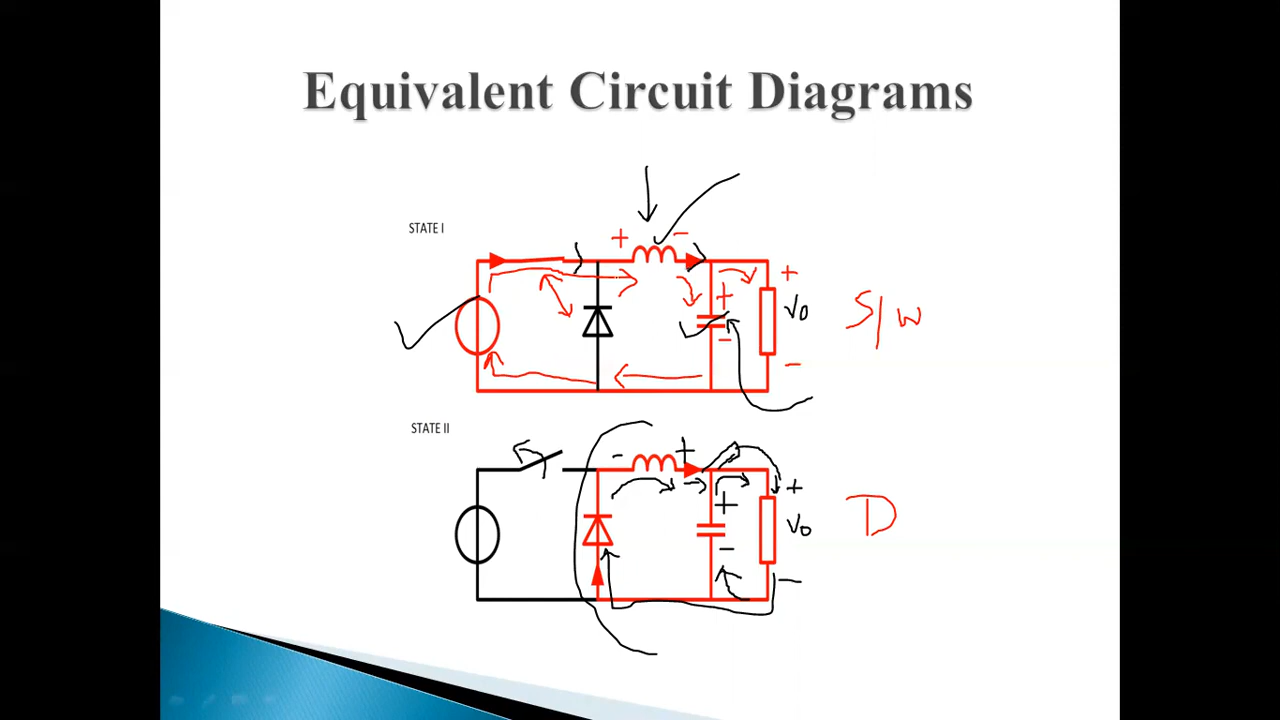 Equivalent Circuit Diagrams
STATE I
+ -
+
+ Vo -
-
S/W
STATE II
- +
+
+
Vo
-
-
D